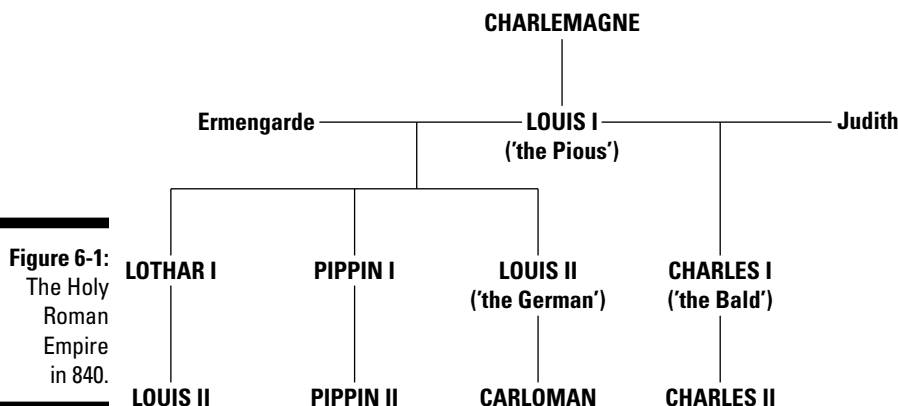 CHARLEMAGNE
Ermengarde
LOUIS I
Judith
('the Pious')
Figure 6-1:
The Holy
Roman
Empire
in 840.
LOTHAR I
PIPPIN I
LOUIS II
('the German')
CHARLES I
('the Bald')
LOUIS II
PIPPIN II
CARLOMAN
CHARLES II